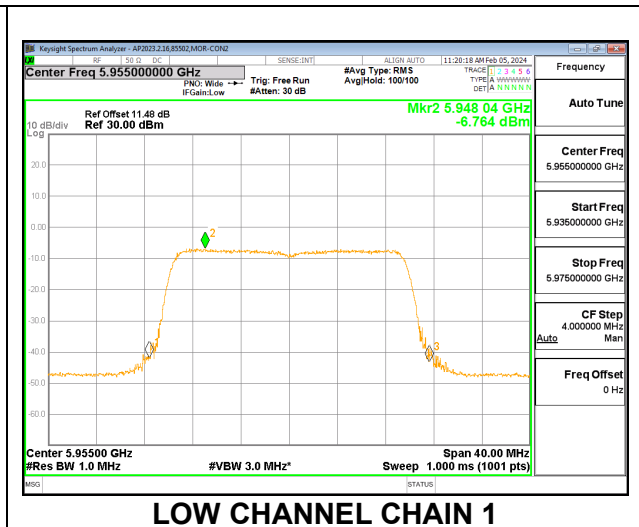 Keysight Spectrum Analyzer - AP2023.2.16,85502,MOR-CON2
RF 50 Ω DC SENSE:INT ALIGN AUTO 11:20:18 AM Feb 05, 2024
Center Freq 5.955000000 GHz
PNO: Wide
IFGain:Low
Trig: Free Run
#Atten: 30 dB
#Avg Type: RMS
Avg|Hold: 100/100
TRACE 1 2 3 4 5 6
TYPE A WWWWW
DET A N N N N N
Frequency
Auto Tune
Center Freq
5.955000000 GHz
Start Freq
5.935000000 GHz
Stop Freq
5.975000000 GHz
CF Step
4.000000 MHz
Auto Man
Freq Offset
0 Hz
Ref Offset 11.48 dB
10 dB/div Ref 30.00 dBm
Log
Mkr2 5.948 04 GHz
-6.764 dBm
20.0
10.0
0.00
-10.0
-20.0
-30.0
-40.0
-50.0
-60.0
2
3
Center 5.95500 GHz Span 40.00 MHz
#Res BW 1.0 MHz #VBW 3.0 MHz* Sweep 1.000 ms (1001 pts)
MSG STATUS
LOW CHANNEL CHAIN 1